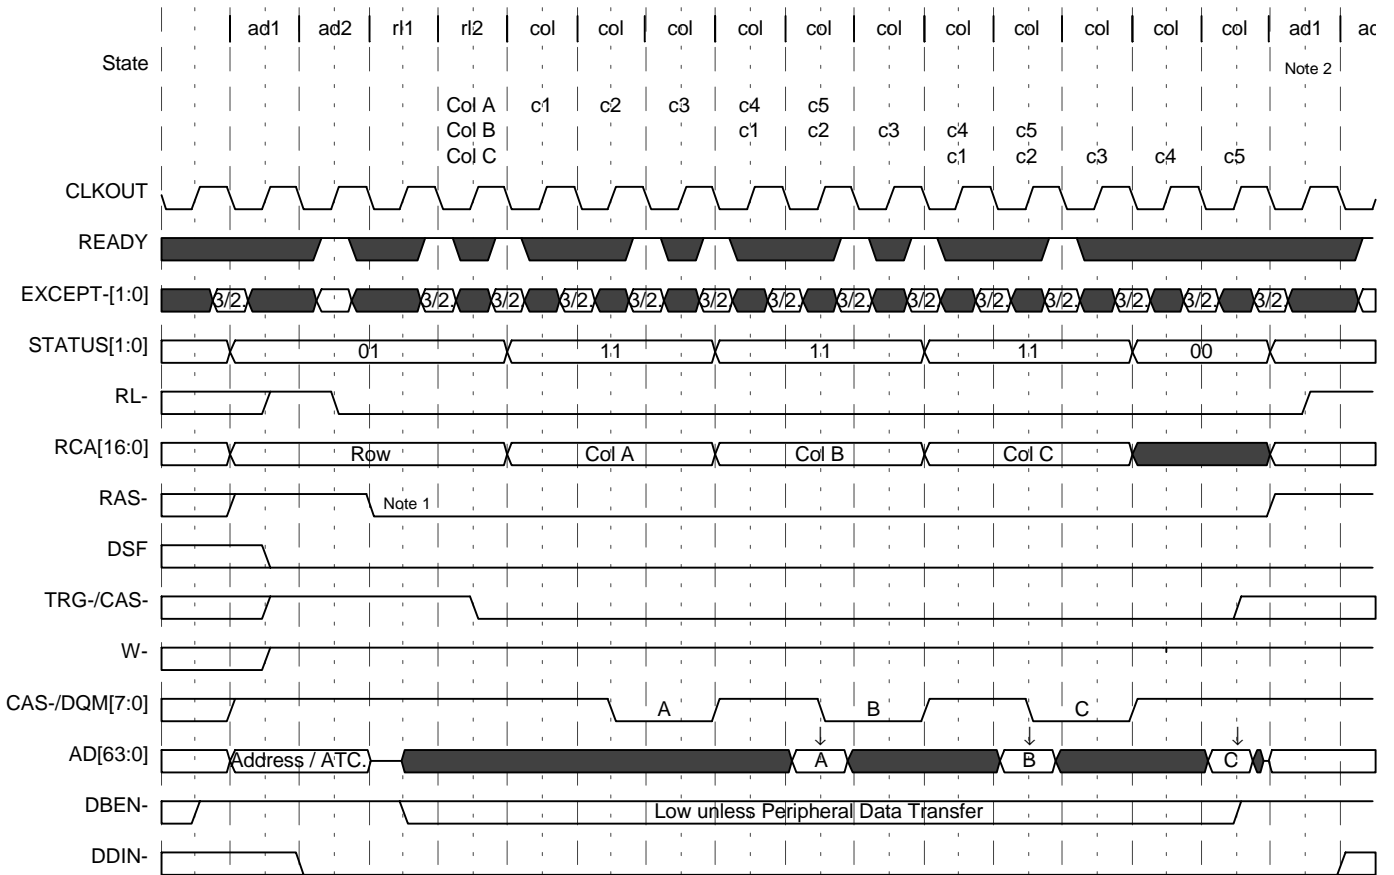 ad1 ad2 rl1 rl2 col col col col col col col col col col col ad1 ac
State Note 2
Col A c1 c2 c3 c4 c5
Col B c1 c2 c3 c4 c5
Col C c1 c2 c3 c4 c5
CLKOUT
READY
EXCEPT-[1:0] 3/2. 3/2. 3/2 3/2. 3/2. 3/2 3/2. 3/2. 3/2 3/2. 3/2. 3/2. 3/2. 3/2.
STATUS[1:0] 01 11 11 11 00
RL-
RCA[16:0] Row Col A Col B Col C
RAS- Note 1
DSF
TRG-/CAS-
W-
CAS-/DQM[7:0] A B C
AD[63:0] Address / ATC. A B C
DBEN- Low unless Peripheral Data Transfer
DDIN-